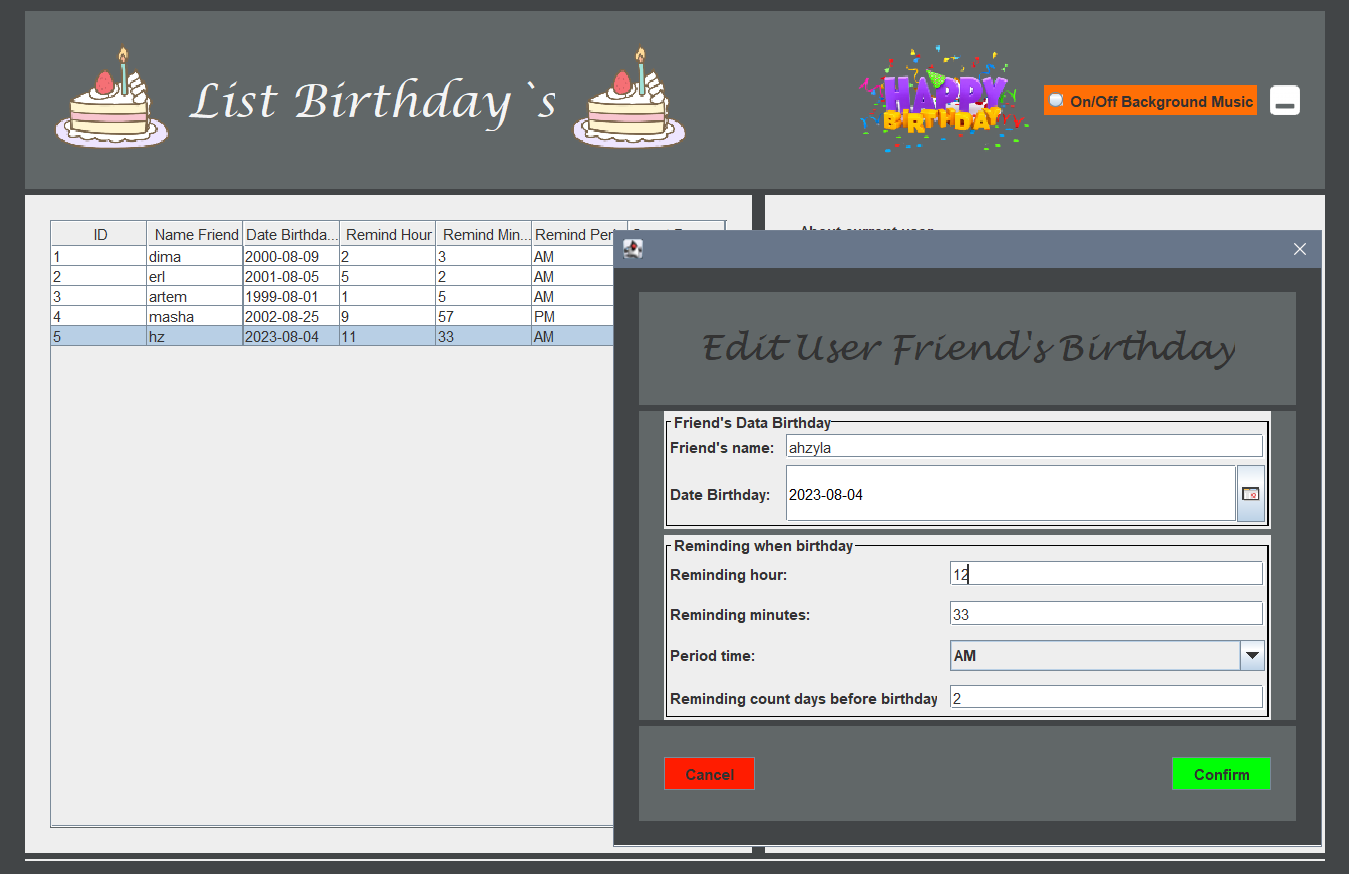 List Birthday`s
HAPPY
BIRTHDAY
On/Off Background Music
ID Name Friend Date Birthda... Remind Hour Remind Min... Remind Per
1 dima 2000-08-09 2 3 AM
2 erl 2001-08-05 5 2 AM
3 artem 1999-08-01 1 5 AM
4 masha 2002-08-25 9 57 PM
5 hz 2023-08-04 11 33 AM
About current user
Edit User Friend's Birthday
Friend's Data Birthday
Friend's name: ahzyla
Date Birthday: 2023-08-04
Reminding when birthday
Reminding hour: 12
Reminding minutes: 33
Period time: AM
Reminding count days before birthday 2
Cancel Confirm